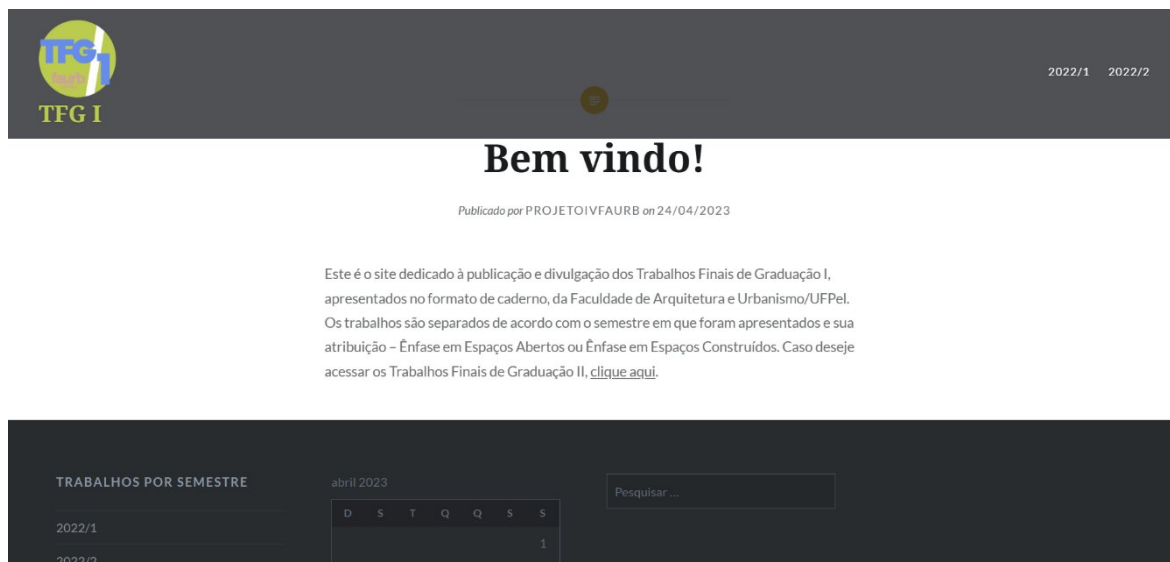 TFG 1
faurb
TFG I
2022/1 2022/2
Bem vindo!
Publicado por PROJETOIVFAURB on 24/04/2023
Este é o site dedicado à publicação e divulgação dos Trabalhos Finais de Graduação I,
apresentados no formato de caderno, da Faculdade de Arquitetura e Urbanismo/UFPel.
Os trabalhos são separados de acordo com o semestre em que foram apresentados e sua
atribuição – Ênfase em Espaços Abertos ou Ênfase em Espaços Construídos. Caso deseje
acessar os Trabalhos Finais de Graduação II, clique aqui.
TRABALHOS POR SEMESTRE
2022/1
2022/2
abril 2023
D S T Q Q S S
1
Pesquisar ...